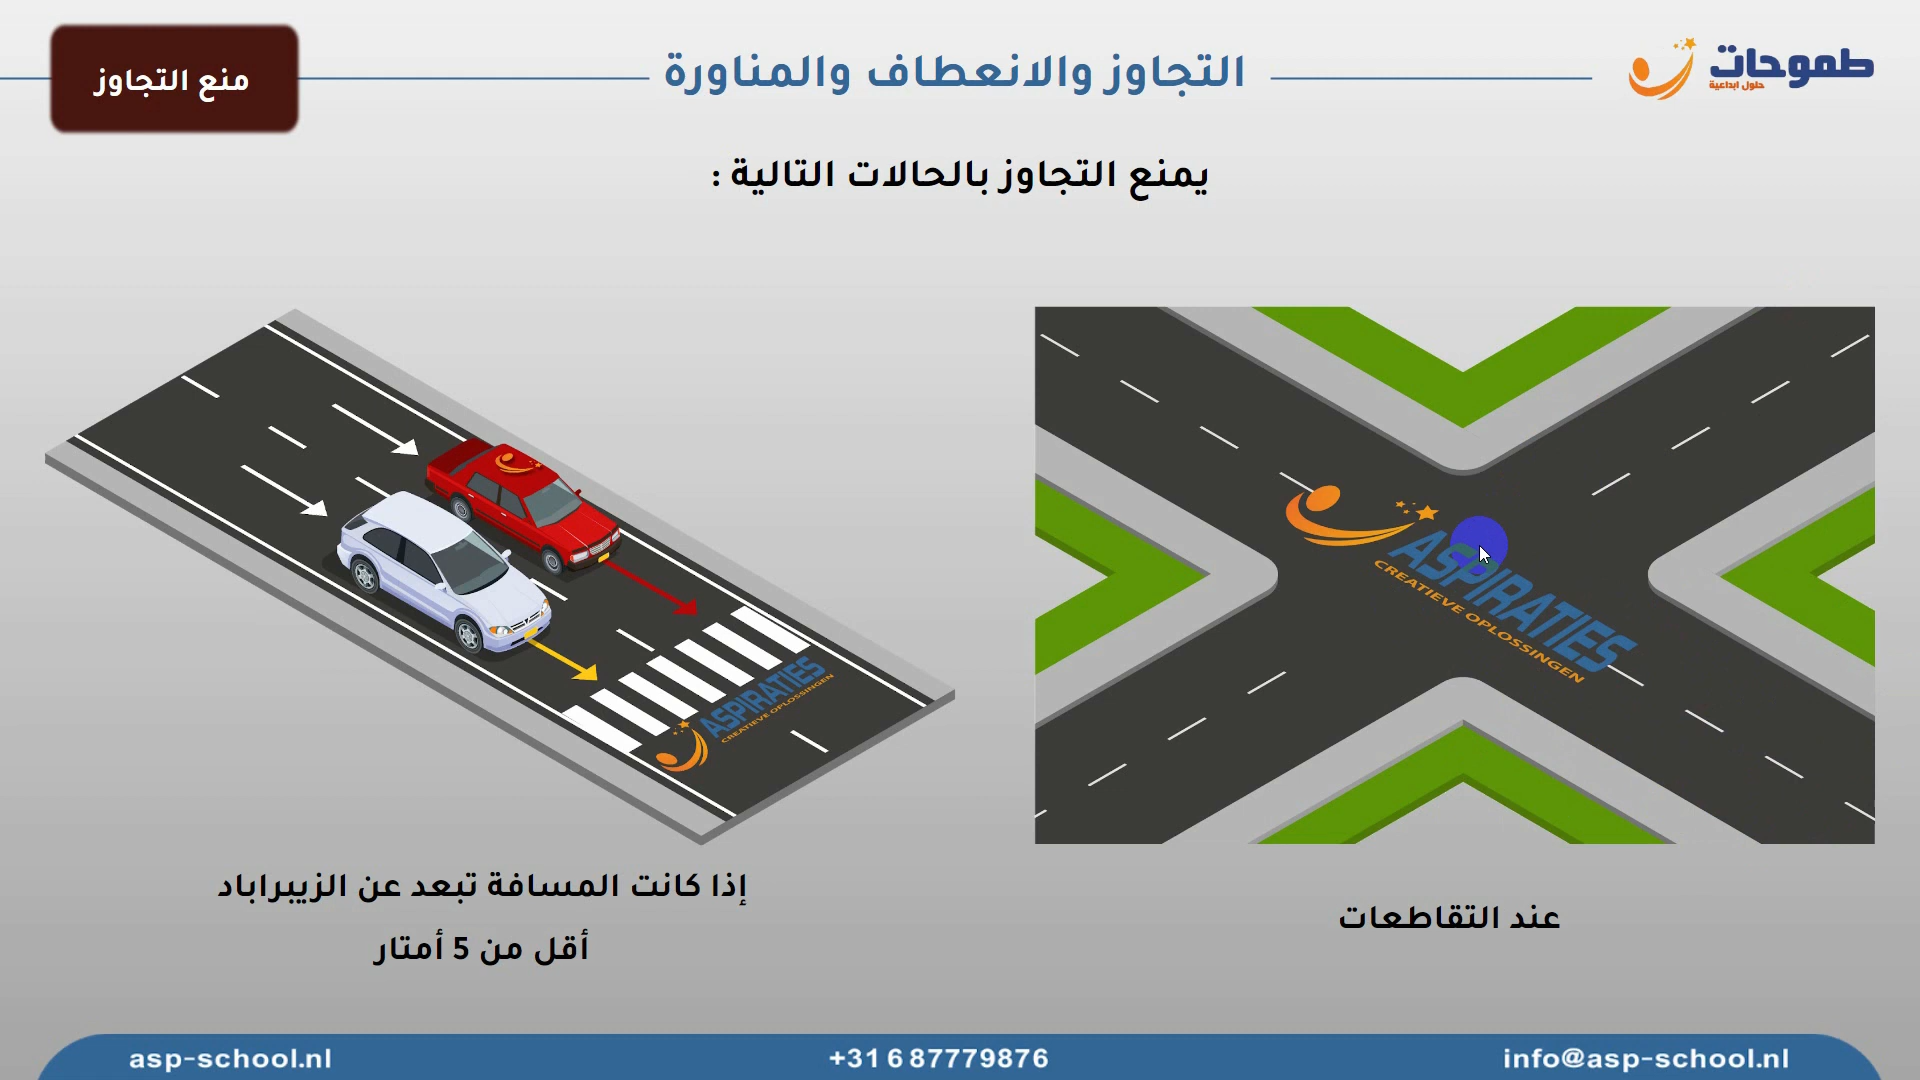 طموحات
حلول ابداعية
التجاوز والانعطاف والمناورة
منع التجاوز
يمنع التجاوز بالحالات التالية :
ASPIRATIES
CREATIEVE OPLOSSINGEN
عند التقاطعات
ASPIRATIES
CREATIEVE OPLOSSINGEN
إذا كانت المسافة تبعد عن الزيبراباد
أقل من 5 أمتار
asp-school.nl
+31 6 87779876
info@asp-school.nl